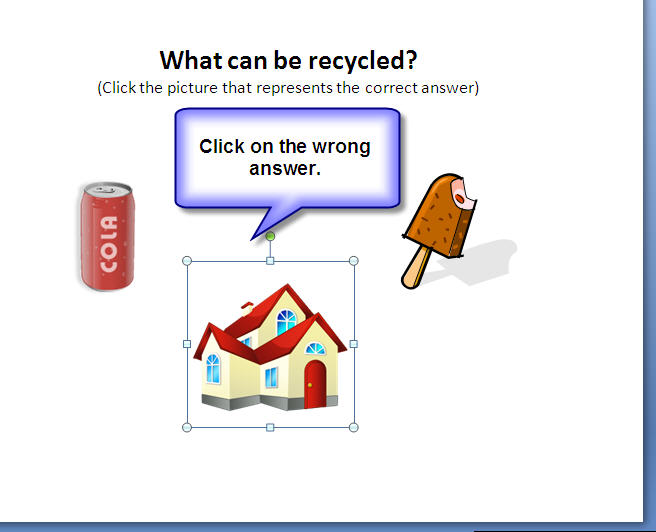 What can be recycled?
(Click the picture that represents the correct answer)
Click on the wrong
answer.
COLA